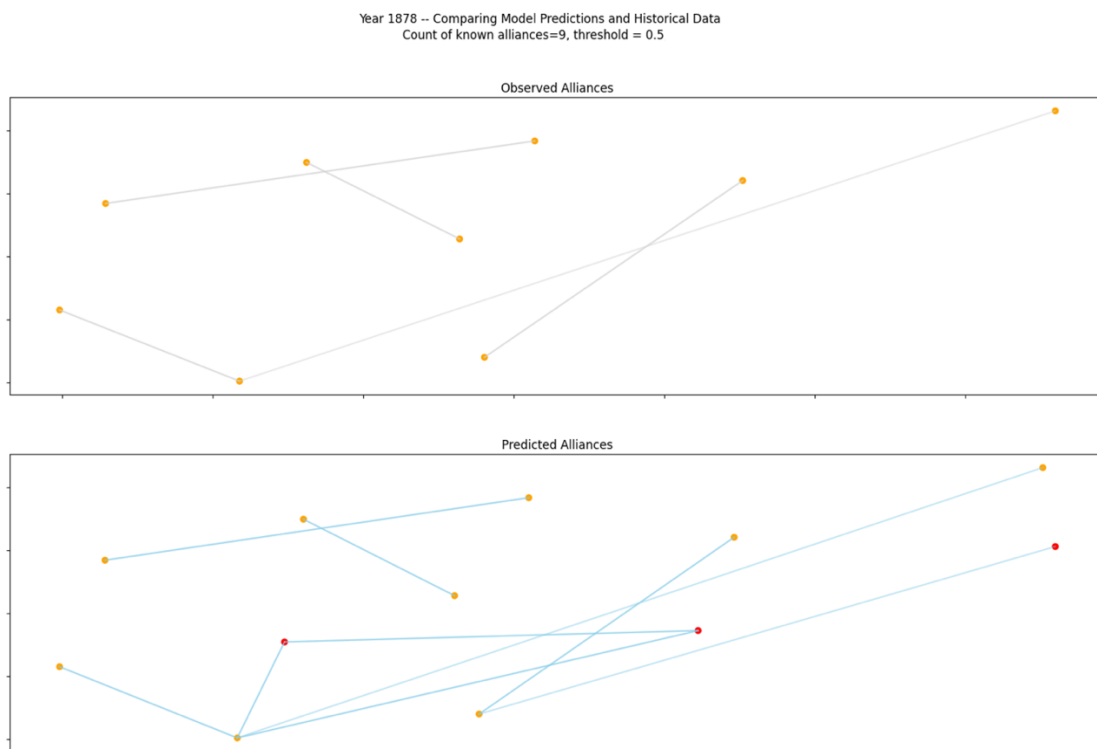 Year 1878 -- Comparing Model Predictions and Historical Data
Count of known alliances=9, threshold = 0.5
Observed Alliances
Predicted Alliances